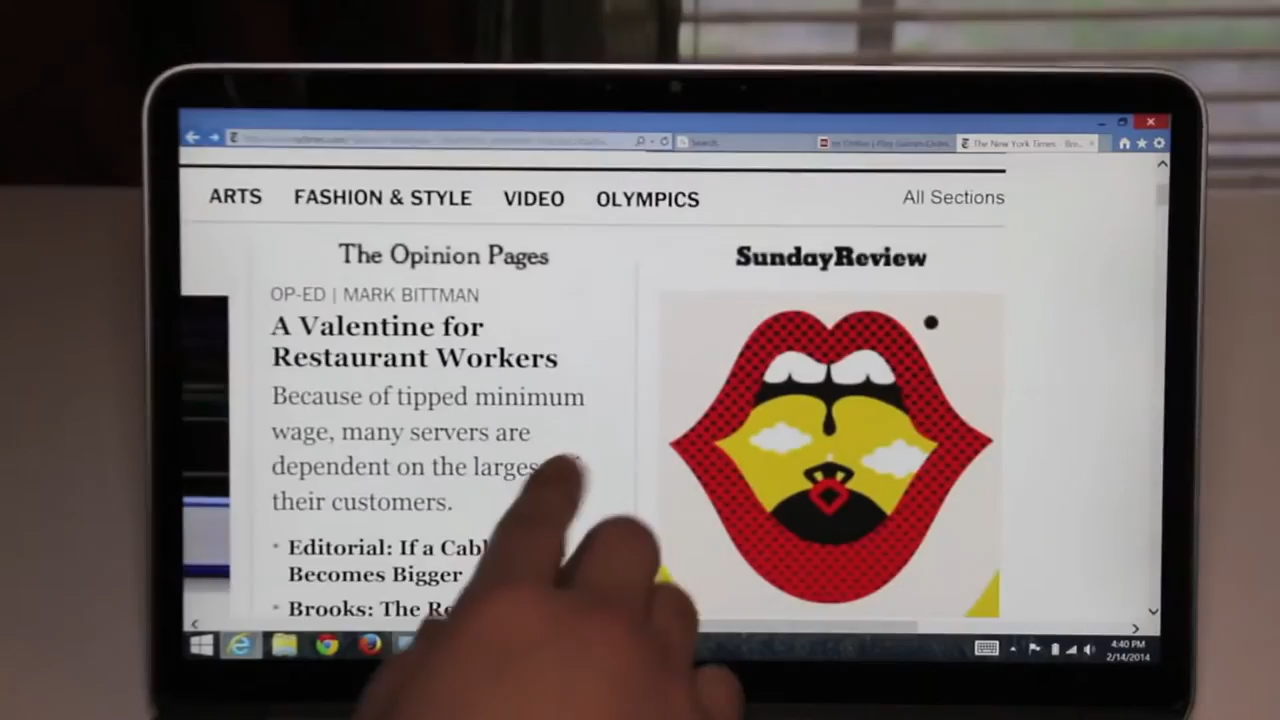 Search
The New York Times - Bre...
ARTS FASHION & STYLE VIDEO OLYMPICS All Sections
The Opinion Pages
OP-ED | MARK BITTMAN
A Valentine for
Restaurant Workers
Because of tipped minimum
wage, many servers are
dependent on the larges
their customers.
• Editorial: If a Cabl
Becomes Bigger
• Brooks: The Re
SundayReview
4:40 PM
2/14/2014